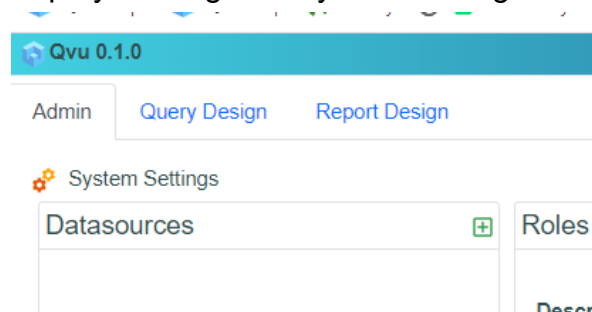 Qvu 0.1.0
Admin Query Design Report Design
System Settings
Datasources Roles